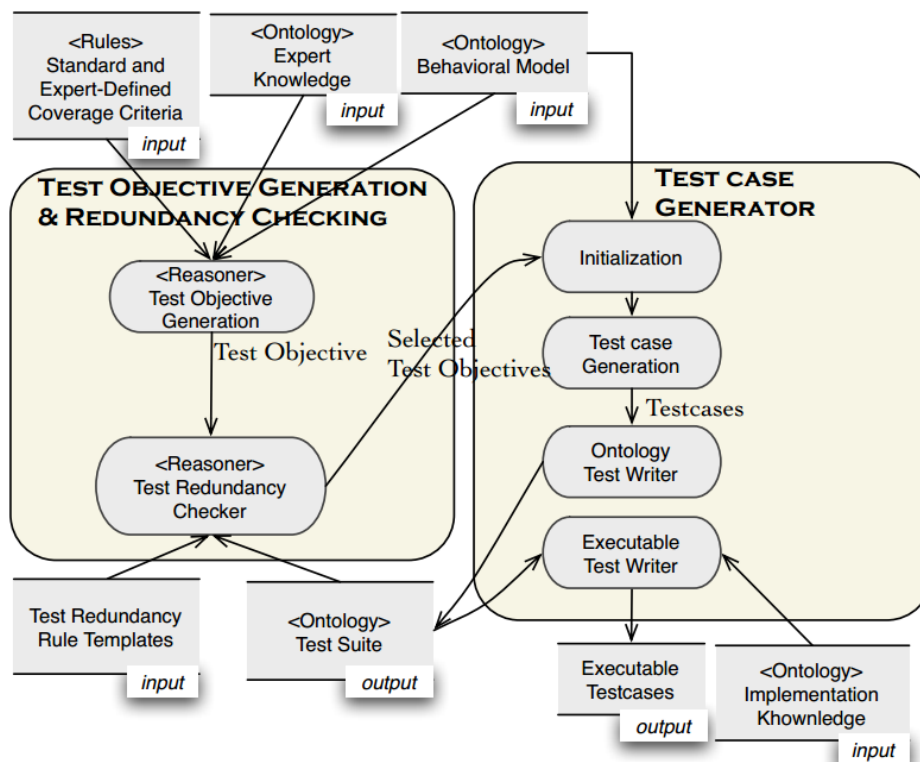 <Rules>
Standard and
Expert-Defined
Coverage Criteria
input
<Ontology>
Expert
Knowledge
input
<Ontology>
Behavioral Model
input
TEST OBJECTIVE GENERATION
& REDUNDANCY CHECKING
<Reasoner>
Test Objective
Generation
Test Objective
<Reasoner>
Test Redundancy
Checker
Selected
Test Objectives
TEST CASE
GENERATOR
Initialization
Test case
Generation
Testcases
Ontology
Test Writer
Executable
Test Writer
Test Redundancy
Rule Templates
input
<Ontology>
Test Suite
output
Executable
Testcases
output
<Ontology>
Implementation
Khownledge
input